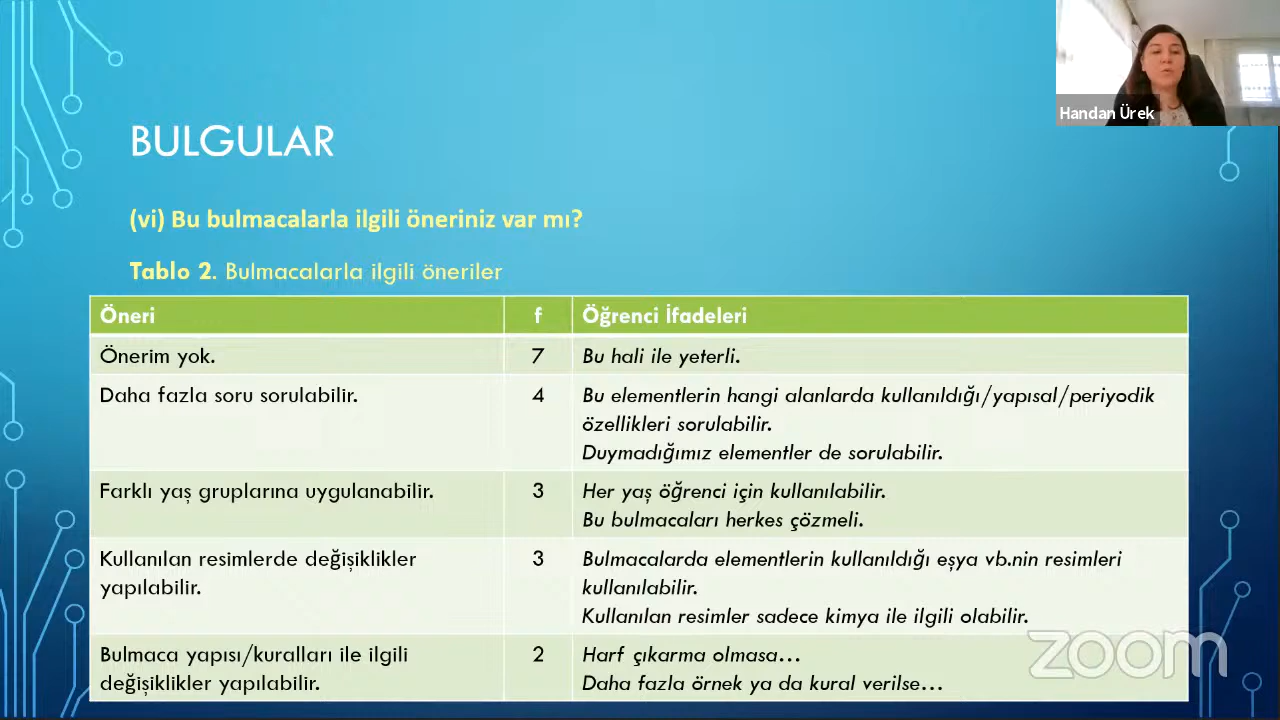 Handan Ürek
BULGULAR
(vi) Bu bulmacalarla ilgili öneriniz var mı?
Tablo 2. Bulmacalarla ilgili öneriler
Öneri f Öğrenci İfadeleri
Önerim yok. 7 Bu hali ile yeterli.
Daha fazla soru sorulabilir. 4 Bu elementlerin hangi alanlarda kullanıldığı/yapısal/periyodik
özellikleri sorulabilir.
Duymadığımız elementler de sorulabilir.
Farklı yaş gruplarına uygulanabilir. 3 Her yaş öğrenci için kullanılabilir.
Bu bulmacaları herkes çözmeli.
Kullanılan resimlerde değişiklikler 3 Bulmacalarda elementlerin kullanıldığı eşya vb.nin resimleri
yapılabilir. kullanılabilir.
Kullanılan resimler sadece kimya ile ilgili olabilir.
Bulmaca yapısı/kuralları ile ilgili 2 Harf çıkarma olmasa…
değişiklikler yapılabilir. Daha fazla örnek ya da kural verilse…
zoom